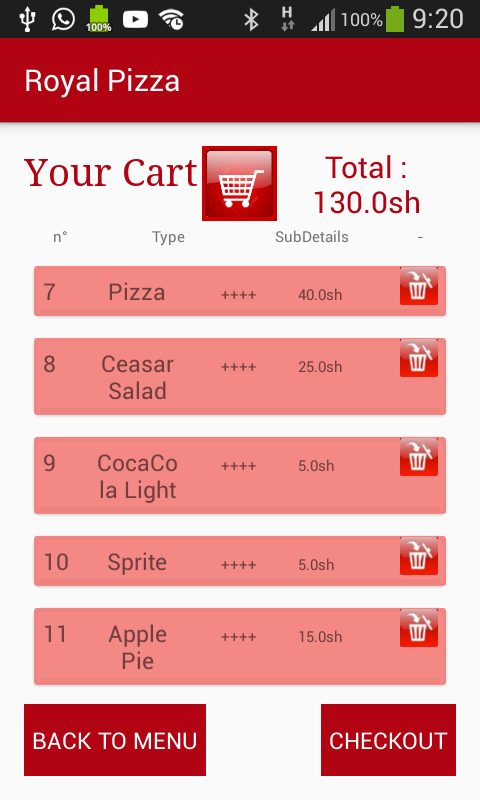 100% H 100% 9:20
Royal Pizza
Your Cart
Total :
130.0sh
n° Type SubDetails -
7 Pizza ++++ 40.0sh
8 Ceasar ++++ 25.0sh
Salad
9 CocaCo ++++ 5.0sh
la Light
10 Sprite ++++ 5.0sh
11 Apple ++++ 15.0sh
Pie
BACK TO MENU CHECKOUT